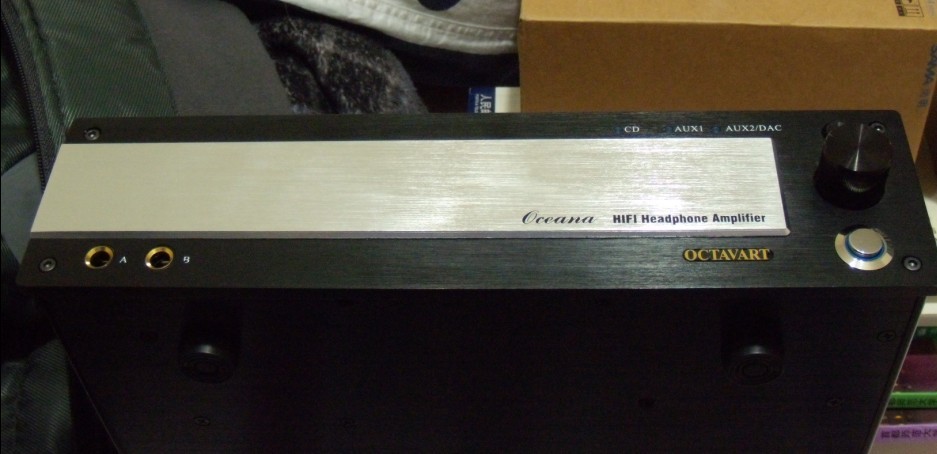 CD AUX1 AUX2/DAC
Oceana HIFI Headphone Amplifier
A B
OCTAVART